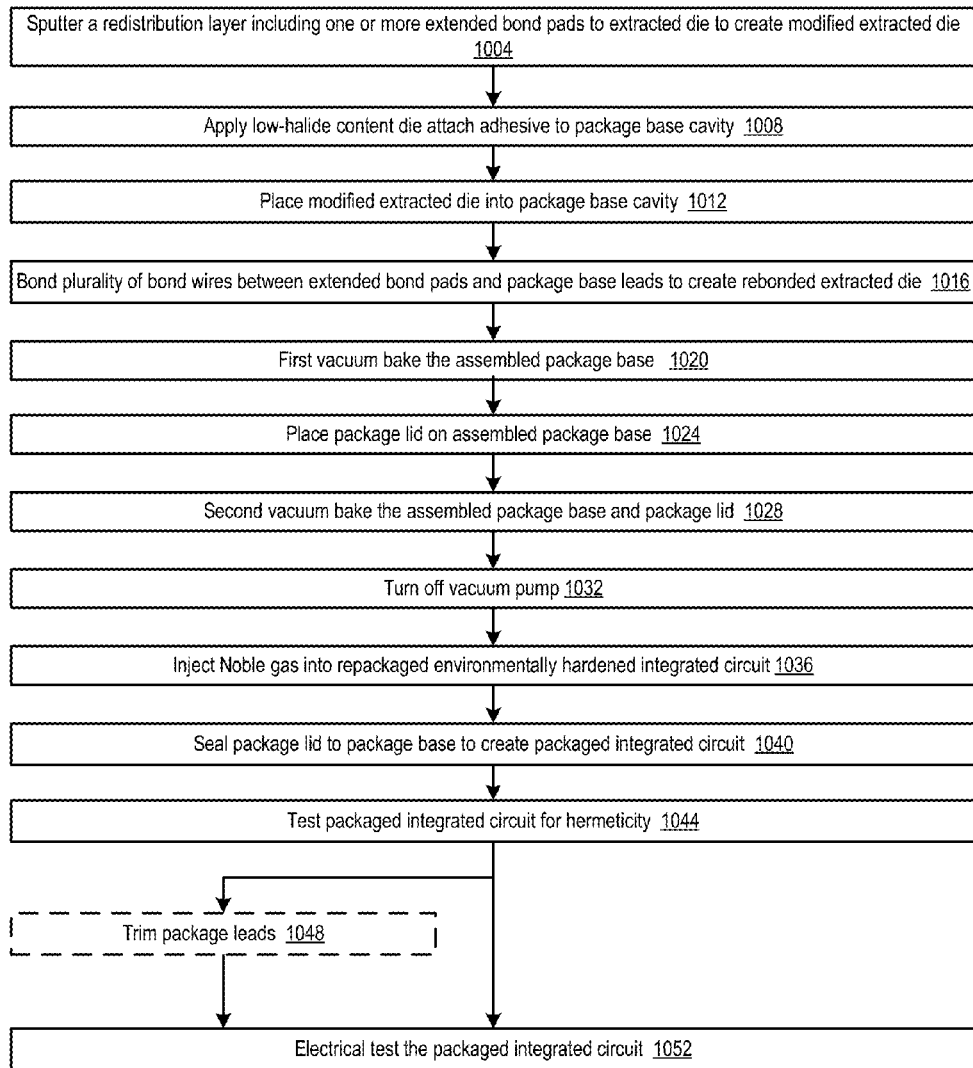 Sputter a redistribution layer including one or more extended bond pads to extracted die to create modified extracted die
1004
Apply low-halide content die attach adhesive to package base cavity 1008
Place modified extracted die into package base cavity 1012
Bond plurality of bond wires between extended bond pads and package base leads to create rebonded extracted die 1016
First vacuum bake the assembled package base 1020
Place package lid on assembled package base 1024
Second vacuum bake the assembled package base and package lid 1028
Turn off vacuum pump 1032
Inject Noble gas into repackaged environmentally hardened integrated circuit 1036
Seal package lid to package base to create packaged integrated circuit 1040
Test packaged integrated circuit for hermeticity 1044
Trim package leads 1048
Electrical test the packaged integrated circuit 1052